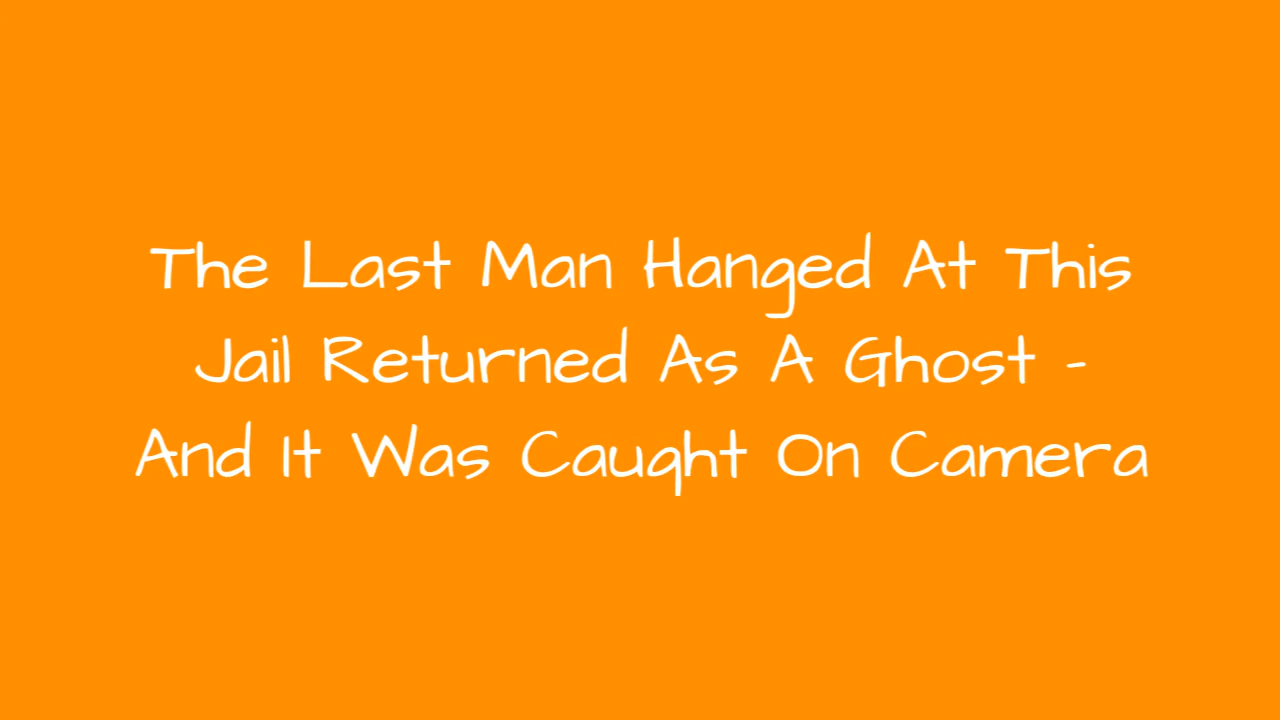 The Last Man Hanged At This
Jail Returned As A Ghost -
And It Was Caught On Camera